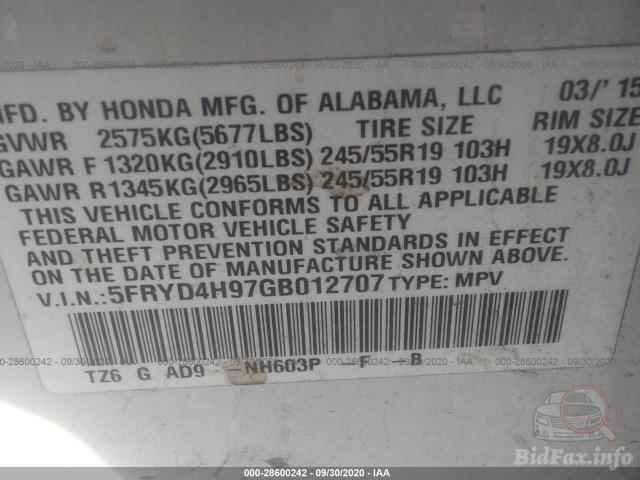 000-28600242 - 09/30/2020 - IAA
MFD. BY HONDA MFG. OF ALABAMA, LLC 03/'15
GVWR 2575KG(5677LBS) TIRE SIZE RIM SIZE
GAWR F 1320KG(2910LBS) 245/55R19 103H 19X8.0J
GAWR R1345KG(2965LBS) 245/55R19 103H 19X8.0J
THIS VEHICLE CONFORMS TO ALL APPLICABLE
FEDERAL MOTOR VEHICLE SAFETY
AND THEFT PREVENTION STANDARDS IN EFFECT
ON THE DATE OF MANUFACTURE SHOWN ABOVE.
V.I.N.:5FRYD4H97GB012707 TYPE: MPV
000-28600242 - 09/30/2020 - IAA
TZ6 G AD9 NH603P -F -B
BidFax.info
000-28600242 - 09/30/2020 - IAA